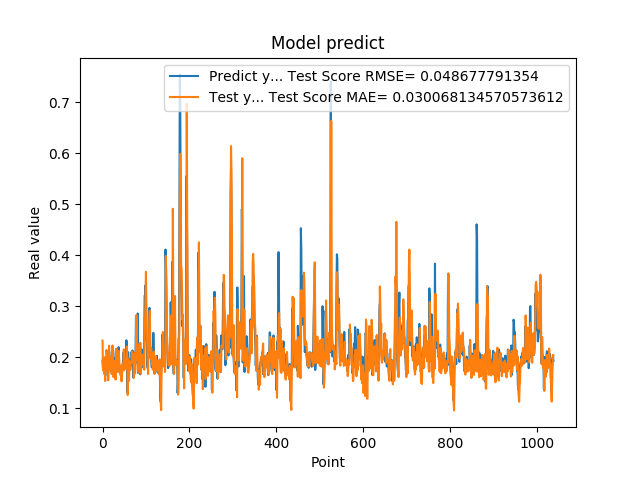 Model predict
Predict y... Test Score RMSE= 0.048677791354
Test y... Test Score MAE= 0.030068134570573612
Real value
0.7
0.6
0.5
0.4
0.3
0.2
0.1
0 200 400 600 800 1000
Point